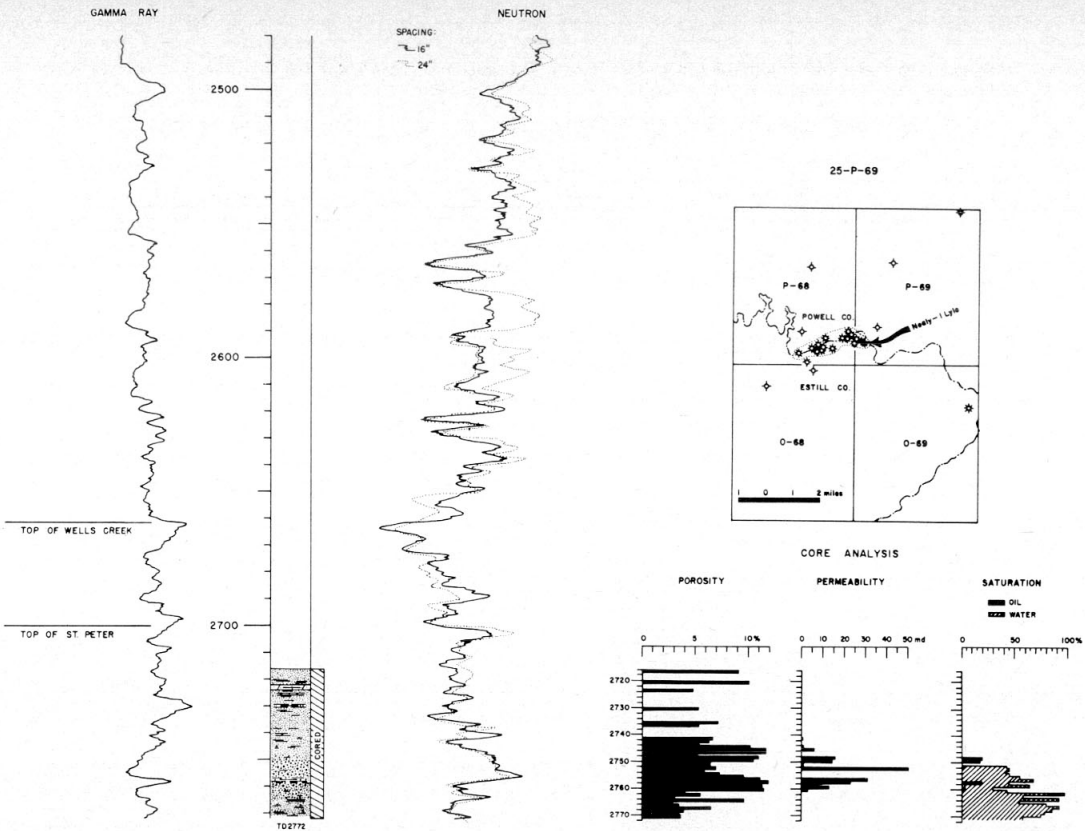 GAMMA RAY
NEUTRON
SPACING:
16"
24"
2500
2600
2700
TOP OF WELLS CREEK
TOP OF ST. PETER
CORED
TD 2772
25-P-69
P-68
P-69
POWELL CO.
Neely-1 Lyle
ESTILL CO.
O-68
O-69
1 0 1 2 miles
CORE ANALYSIS
POROSITY
PERMEABILITY
SATURATION
OIL
WATER
0 5 10%
0 10 20 30 40 50 md
0 50 100%
2720
2730
2740
2750
2760
2770